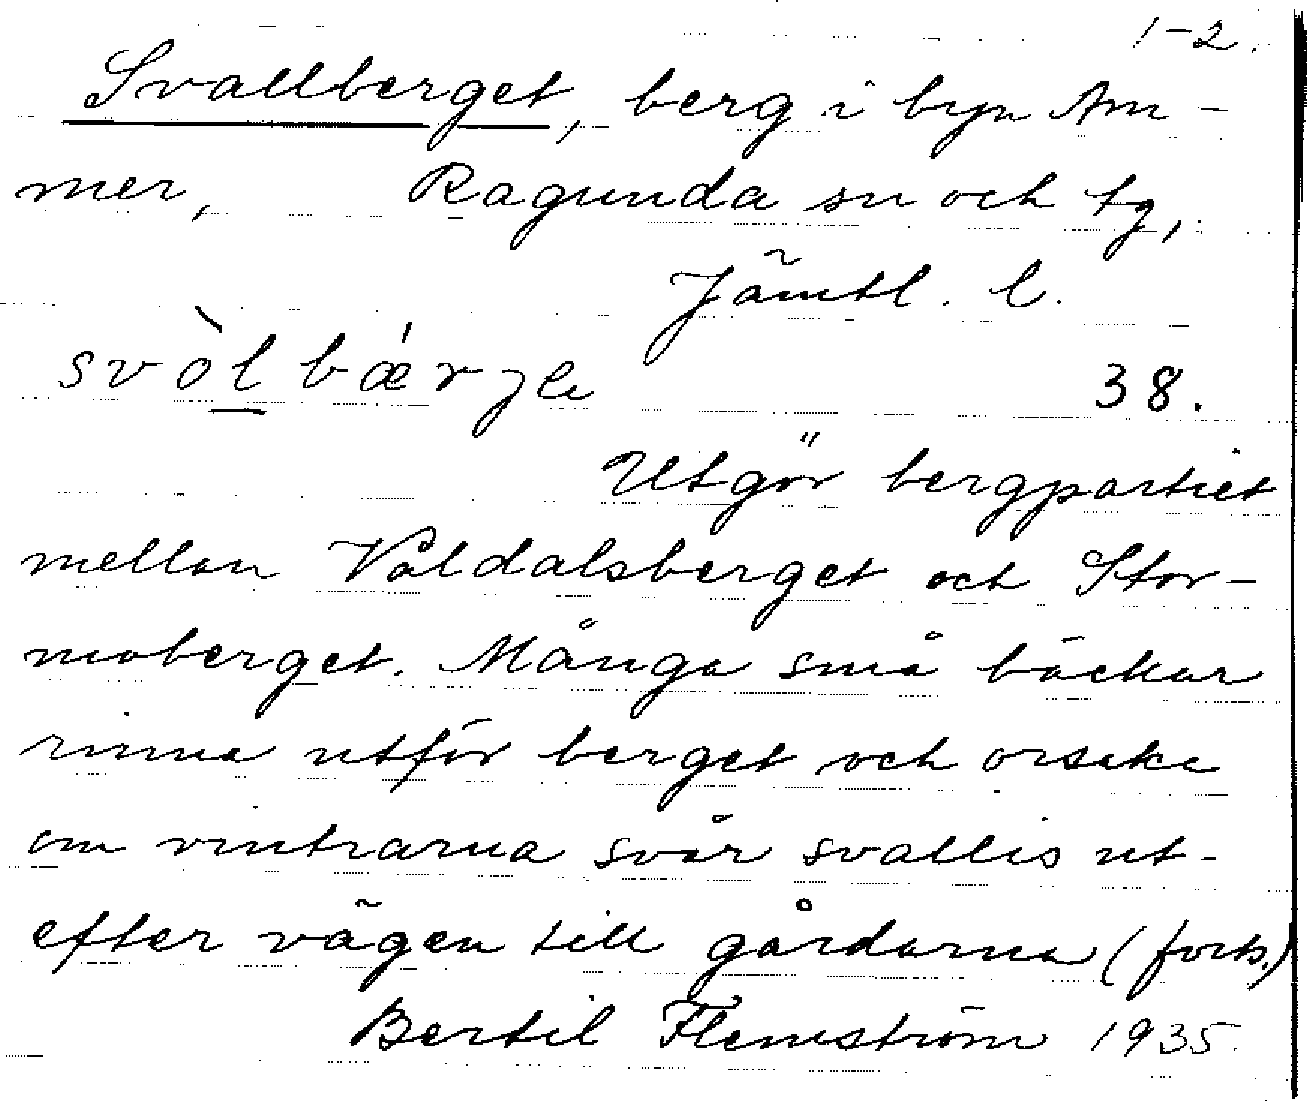 1-2.
Svallberget, berg i byn Am-
mer, Ragunda sn och tg,
Jämtl. l.
svòlbǽrje 38.
Utgör bergpartiet
mellan Våldalsberget och Stor-
moberget. Många små bäckar
rinna utför berget och orsaka
om vintrarna svår svallis ut-
efter vägen till gårdarna (forts.)
Bertil Flemström 1935.